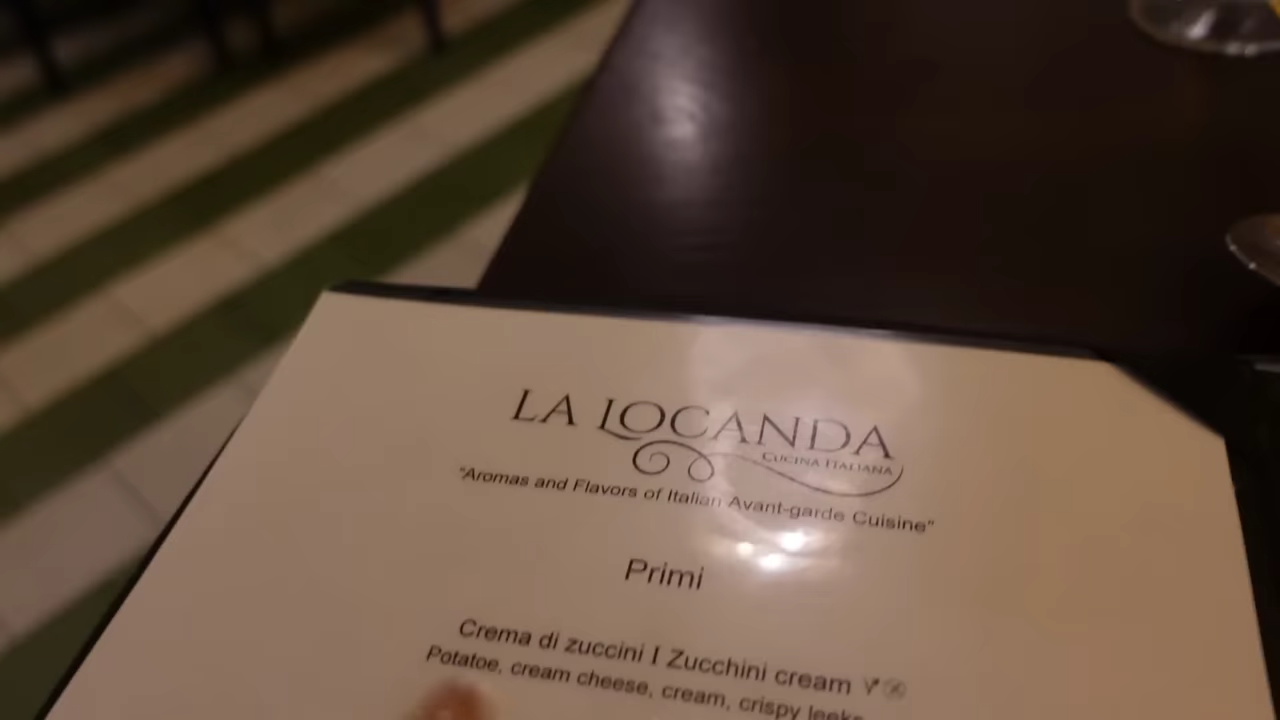 LA LOCANDA
CUCINA ITALIANA
"Aromas and Flavors of Italian Avant-garde Cuisine"
Primi
Crema di zuccini I Zucchini cream
Potatoe, cream cheese, cream, crispy leeks